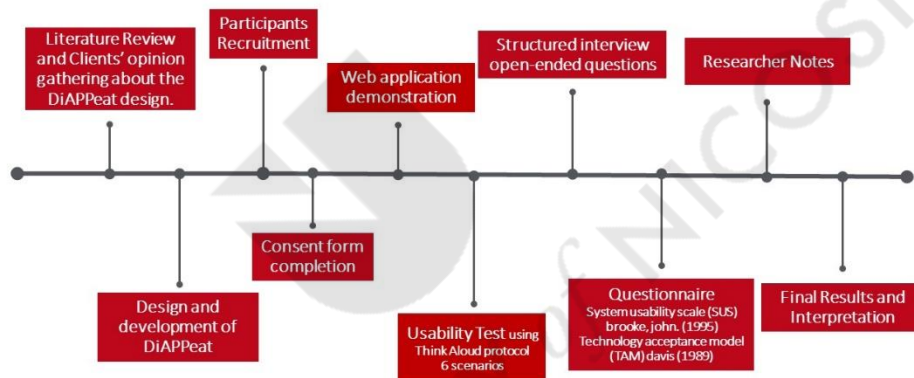 Literature Review
and Clients' opinion
gathering about the
DiAPPeat design.
Design and
development of
DiAPPeat
Participants
Recruitment
Consent form
completion
Web application
demonstration
Usability Test using
Think Aloud protocol
6 scenarios
Structured interview
open-ended questions
Questionnaire
System usability scale (SUS)
brooke, john. (1995)
Technology acceptance model
(TAM) davis (1989)
Researcher Notes
Final Results and
Interpretation
of NICOSI